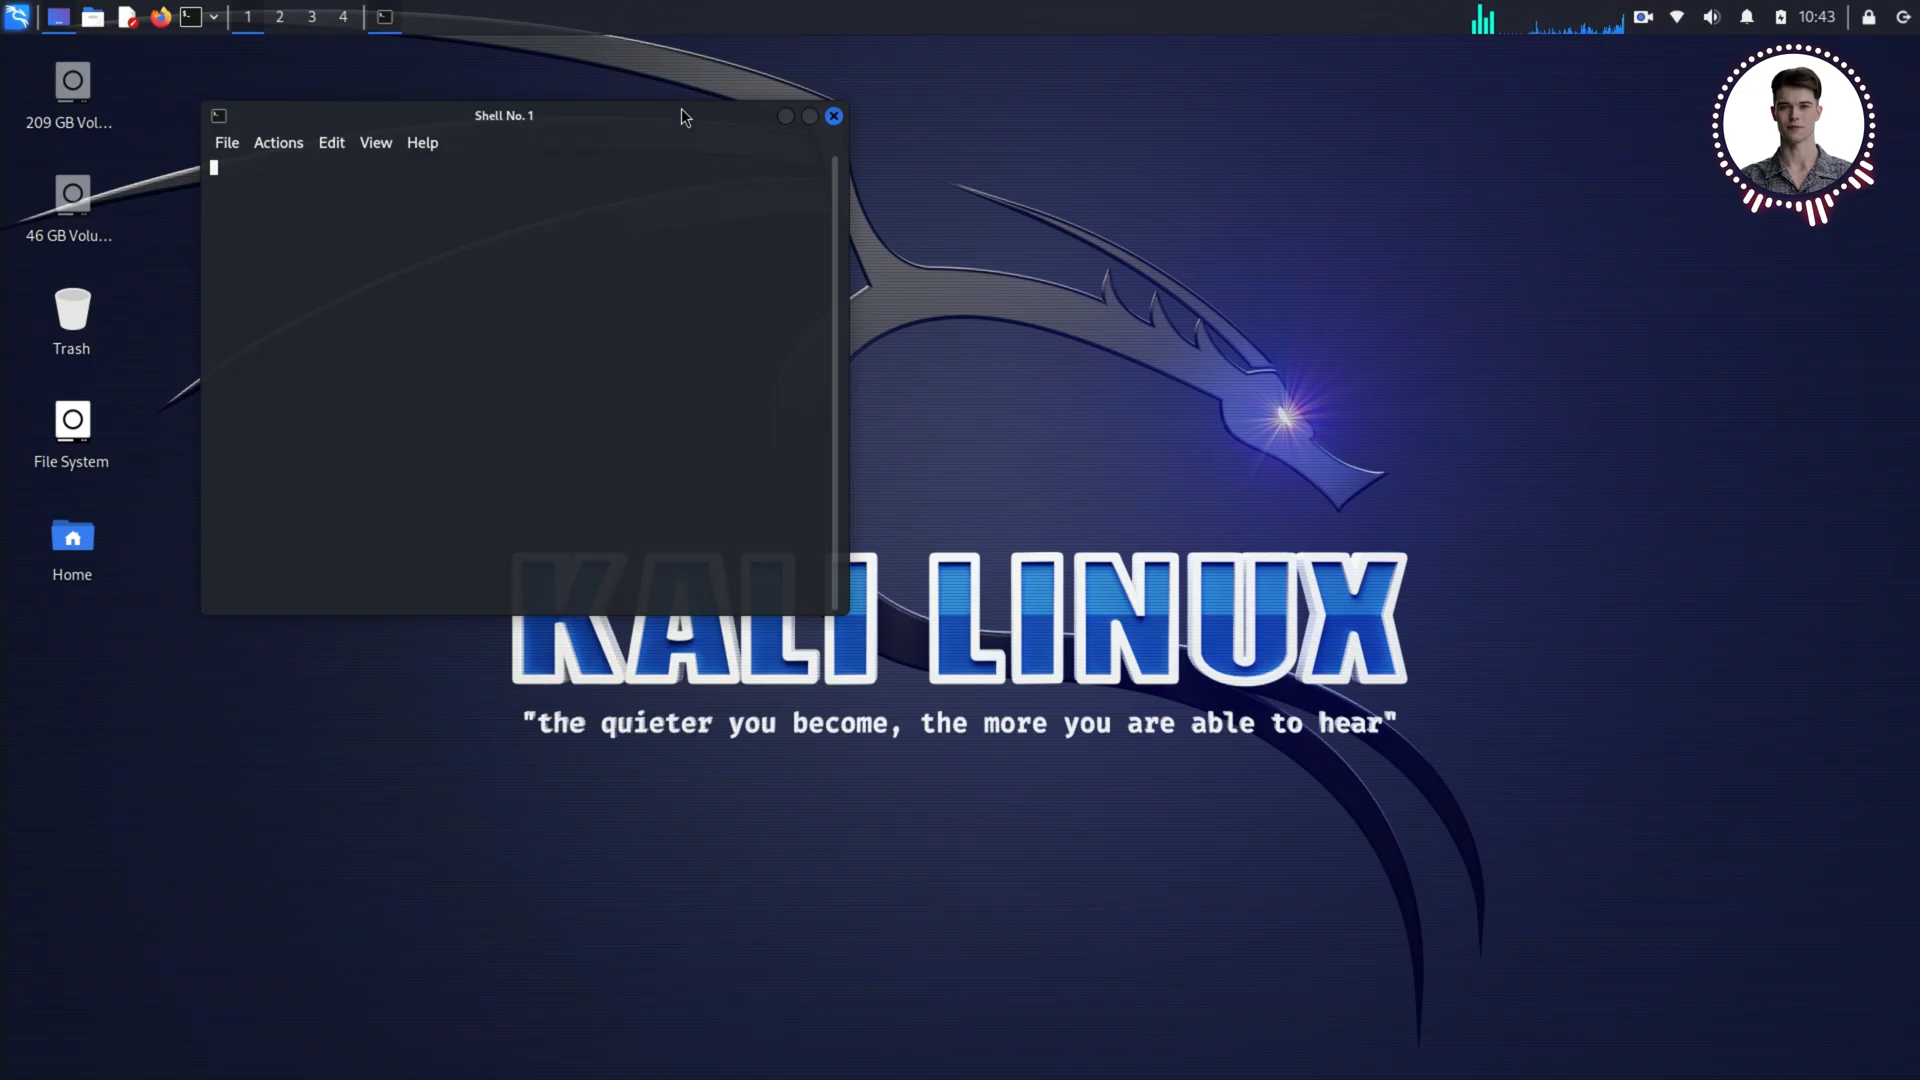 1 2 3 4
10:43
209 GB Vol...
46 GB Volu...
Trash
File System
Home
Shell No. 1
File Actions Edit View Help
KALI LINUX
"the quieter you become, the more you are able to hear"